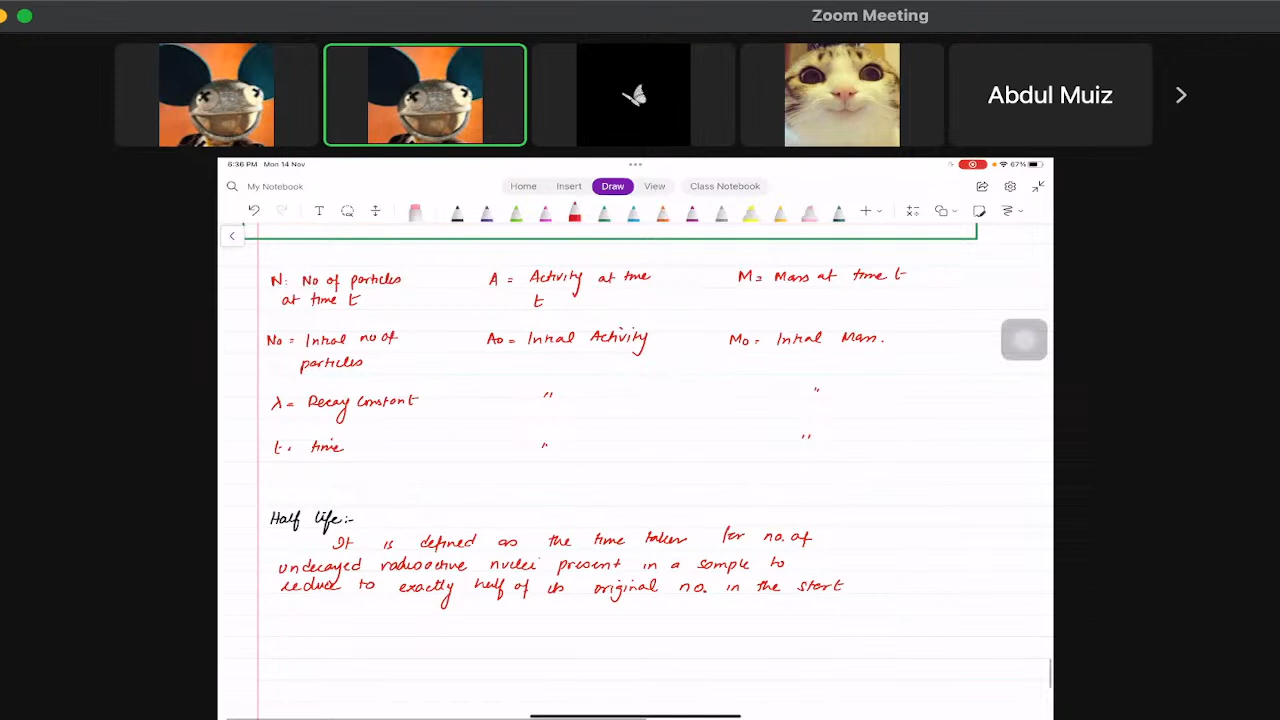 Zoom Meeting
Abdul Muiz
6:36 PM Mon 14 Nov
67%
My Notebook
Home Insert Draw View Class Notebook
N: No of particles
at time t
A = Activity at time
t
M = Mass at time t
No = Initial no of
particles
Ao = Initial Activity
Mo = Initial Mass.
λ = Decay Constant " "
t = time " "
Half life:-
It is defined as the time taken for no. of
undecayed radioactive nuclei present in a sample to
reduce to exactly half of its original no. in the start